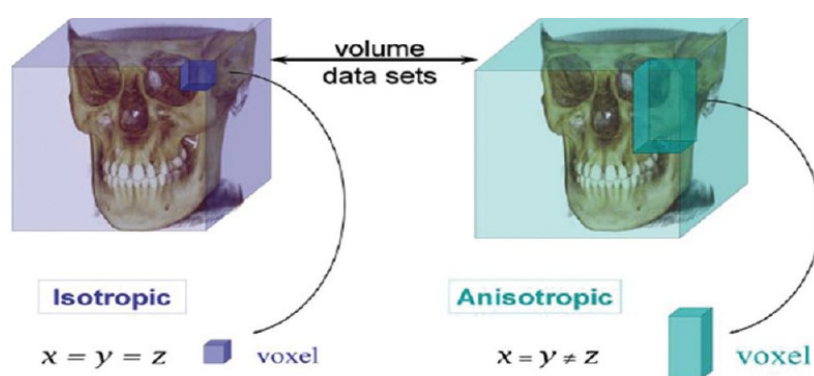 volume
data sets
Isotropic
Anisotropic
x = y = z
voxel
x = y ≠ z
voxel